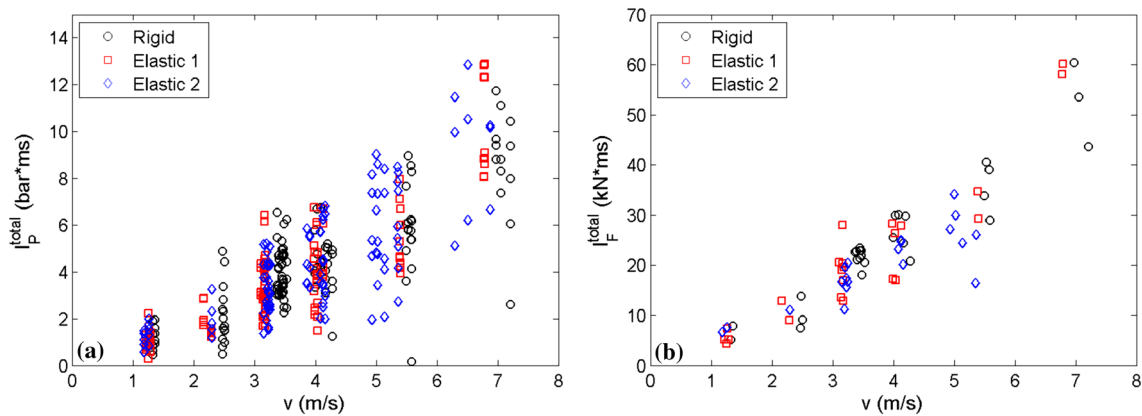 14
12
10
8
6
4
2
0
I_P^total (bar*ms)
Rigid
Elastic 1
Elastic 2
(a)
0 1 2 3 4 5 6 7 8
v (m/s)
70
60
50
40
30
20
10
0
I_F^total (kN*ms)
Rigid
Elastic 1
Elastic 2
(b)
0 1 2 3 4 5 6 7 8
v (m/s)